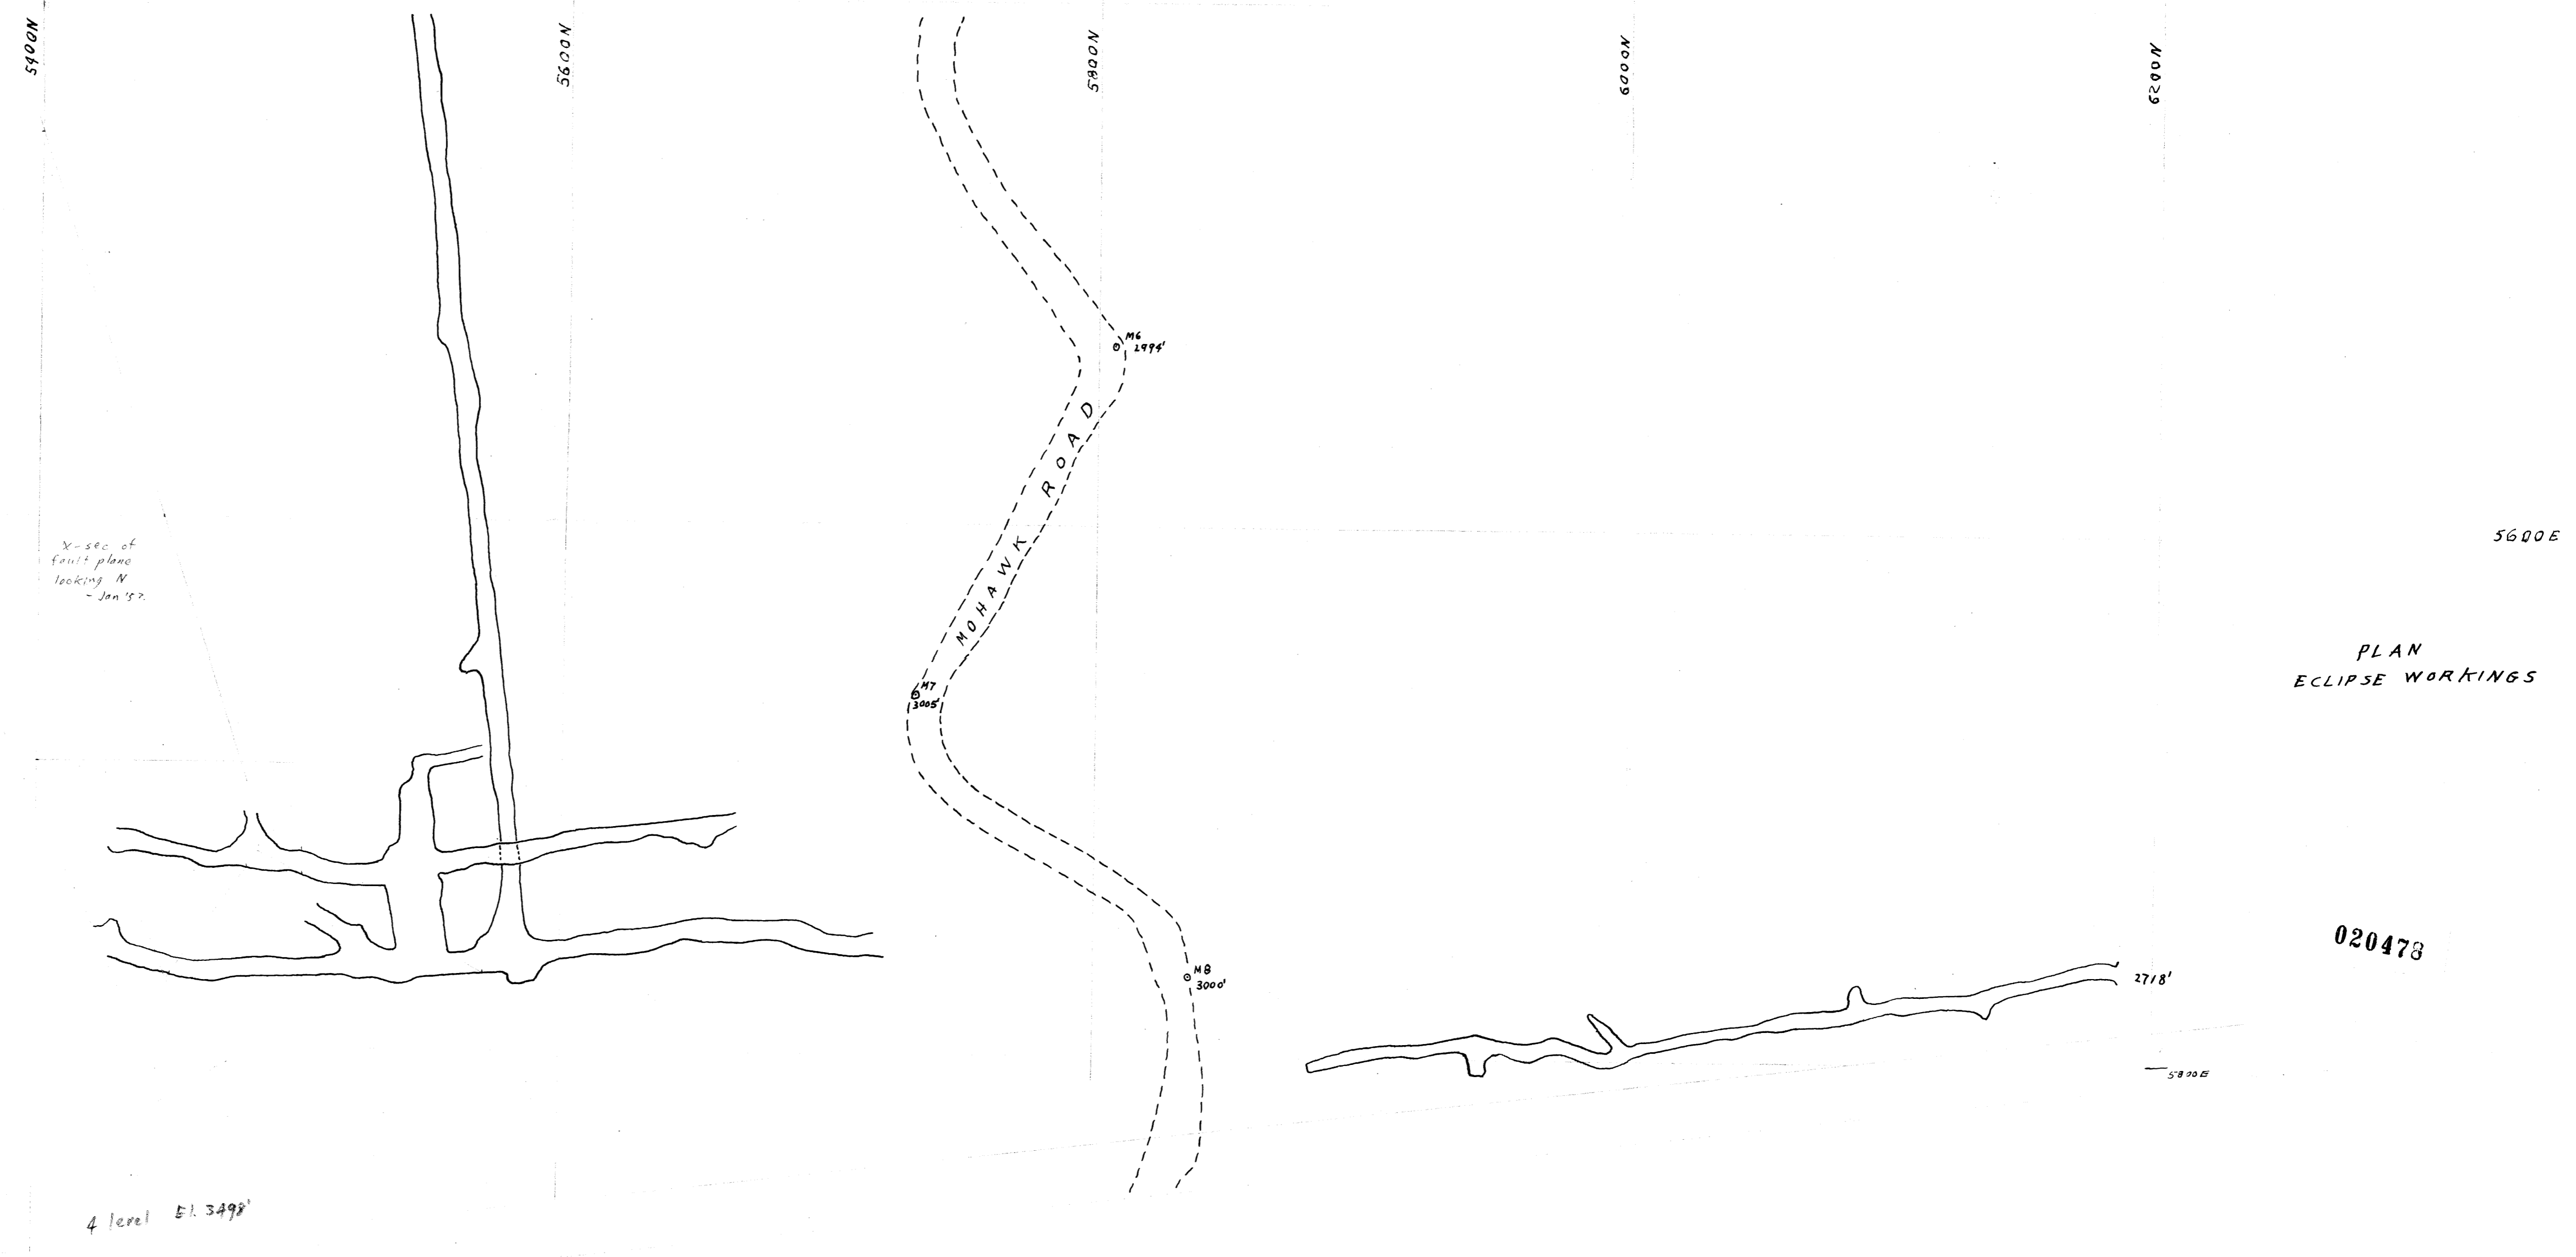 5400N
5600N
5800N
6000N
6200N
M6
2994'
MOHAWK ROAD
5600E
X-sec of
fault plane
looking N
- Jan '57.
PLAN
ECLIPSE WORKINGS
M7
3005'
020478
M8
3000'
2718'
5800E
4 level El. 3498'